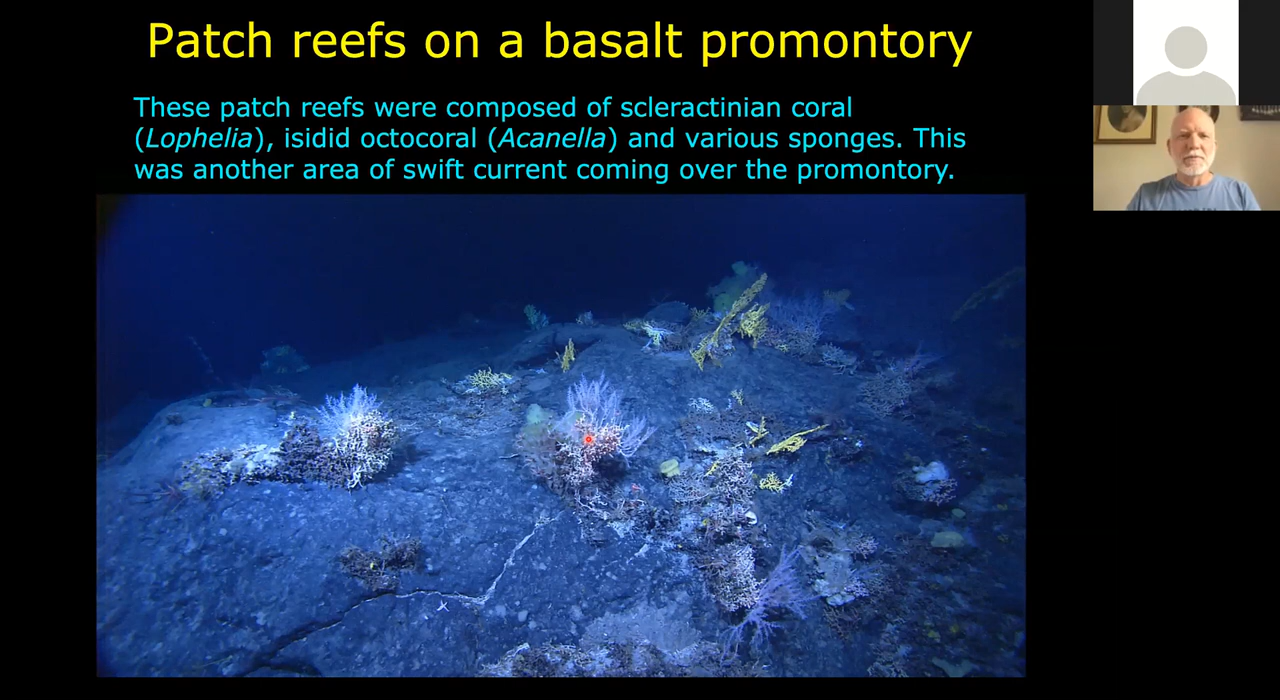 Patch reefs on a basalt promontory
These patch reefs were composed of scleractinian coral
(Lophelia), isidid octocoral (Acanella) and various sponges. This
was another area of swift current coming over the promontory.